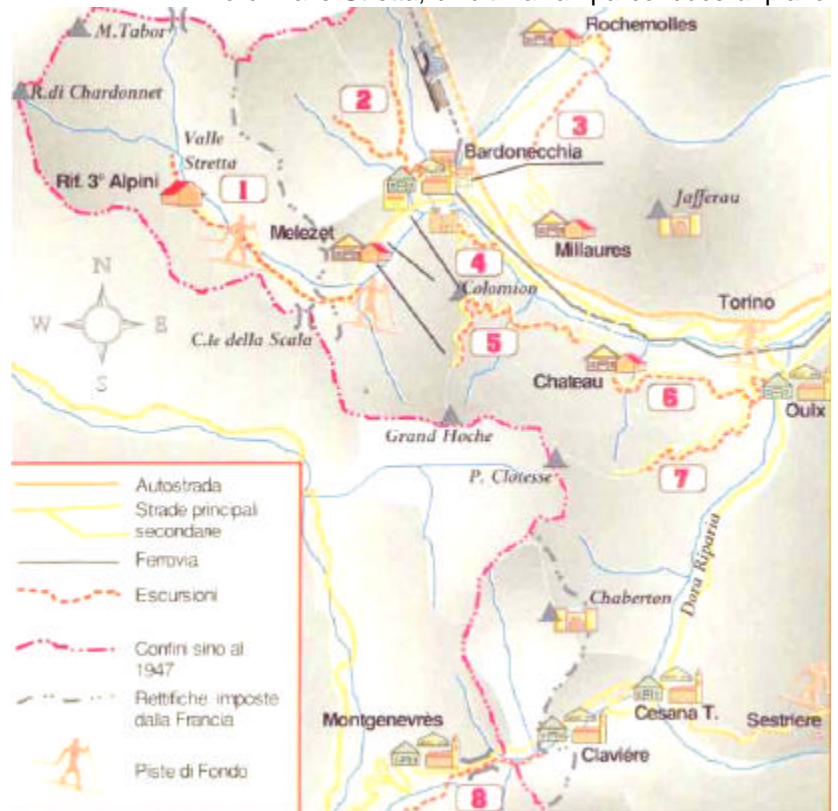 M. Tabor
Rochemolles
R. di Chardonnet
2
3
Valle
Stretta
Bardonecchia
Rif. 3° Alpini
1
Jafferau
Melezet
Millaures
N
4
Colomion
W
E
Torino
C.le della Scala
5
S
Chateau
6
Oulx
Grand Hoche
7
P. Clotesse
Autostrada
Strade principali
secondarie
Ferrovia
Dora Riparia
Escursioni
Chaberton
Confini sino al
1947
Rettifiche imposte
dalla Francia
Montgenevrès
Cesana T.
Sestriere
Claviére
Piste di Fondo
8